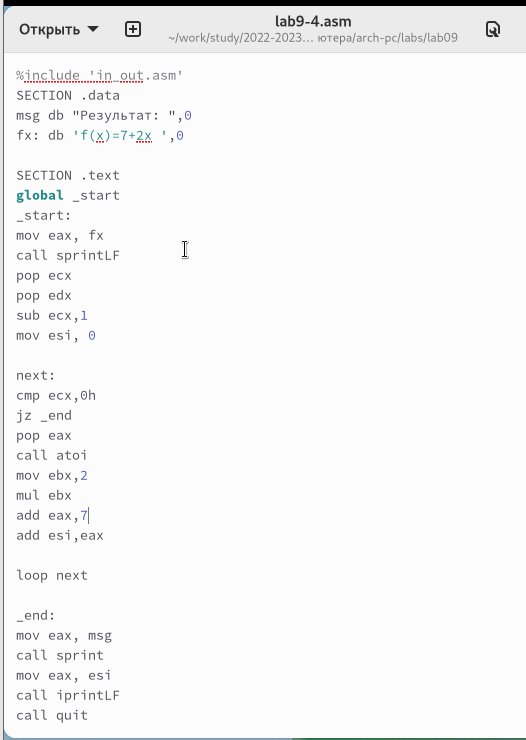 Открыть
lab9-4.asm
~/work/study/2022-2023... ютера/arch-pc/labs/lab09
%include 'in_out.asm'
SECTION .data
msg db "Результат: ",0
fx: db 'f(x)=7+2x ',0
SECTION .text
global _start
_start:
mov eax, fx
call sprintLF
pop ecx
pop edx
sub ecx,1
mov esi, 0
next:
cmp ecx,0h
jz _end
pop eax
call atoi
mov ebx,2
mul ebx
add eax,7
add esi,eax
loop next
_end:
mov eax, msg
call sprint
mov eax, esi
call iprintLF
call quit